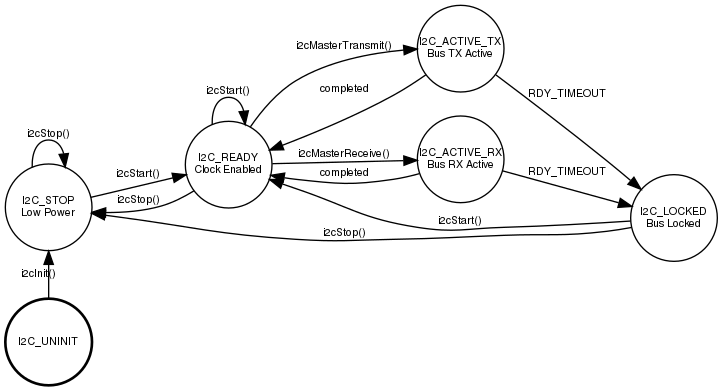 I2C_ACTIVE_TX
Bus TX Active
i2cMasterTransmit()
completed
RDY_TIMEOUT
i2cStart()
i2cStop()
I2C_READY
Clock Enabled
i2cMasterReceive()
completed
I2C_ACTIVE_RX
Bus RX Active
RDY_TIMEOUT
i2cStart()
i2cStop()
I2C_STOP
Low Power
I2C_LOCKED
Bus Locked
i2cStart()
i2cStop()
i2cInit()
I2C_UNINIT